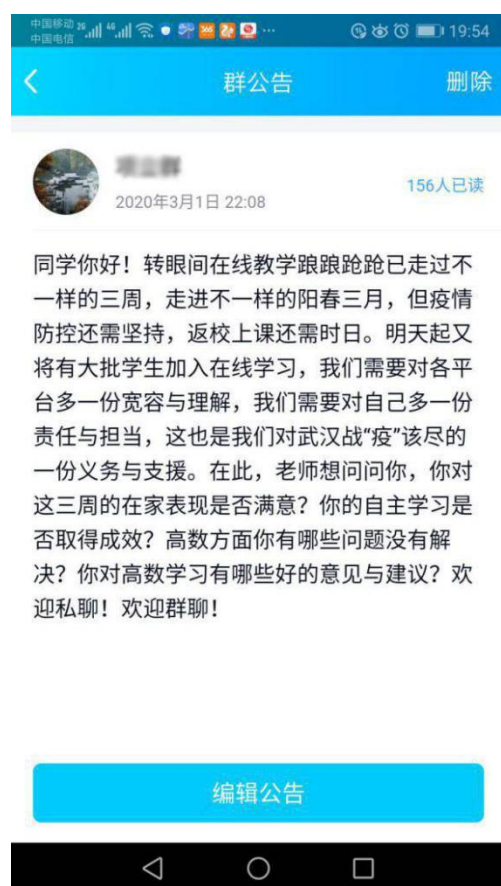 中国移动 2G 4G 19:54
中国电信
群公告 删除
2020年3月1日 22:08 156人已读
同学你好！转眼间在线教学踉踉跄跄已走过不
一样的三周，走进不一样的阳春三月，但疫情
防控还需坚持，返校上课还需时日。明天起又
将有大批学生加入在线学习，我们需要对各平
台多一份宽容与理解，我们需要对自己多一份
责任与担当，这也是我们对武汉战“疫”该尽的
一份义务与支援。在此，老师想问问你，你对
这三周的在家表现是否满意？你的自主学习是
否取得成效？高数方面你有哪些问题没有解
决？你对高数学习有哪些好的意见与建议？欢
迎私聊！欢迎群聊！
编辑公告